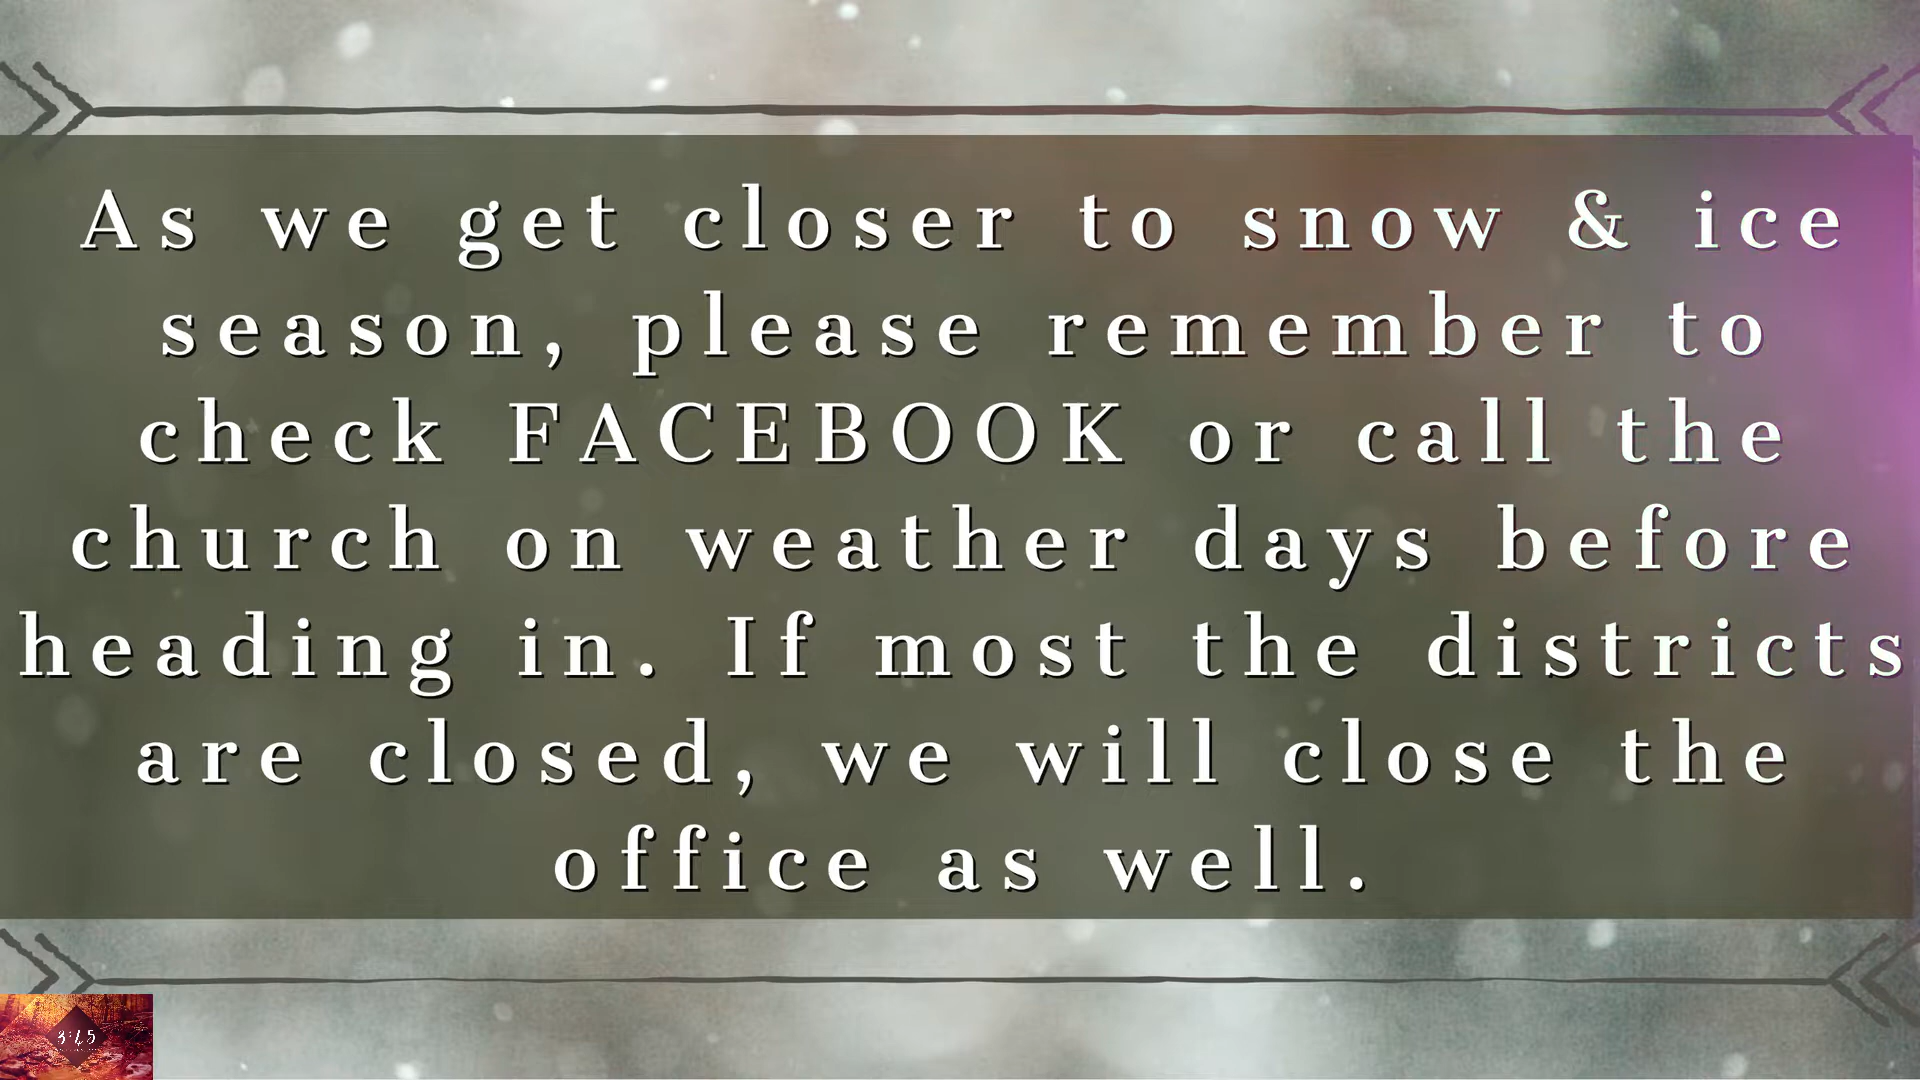 As we get closer to snow & ice
season, please remember to
check FACEBOOK or call the
church on weather days before
heading in. If most the districts
are closed, we will close the
office as well.